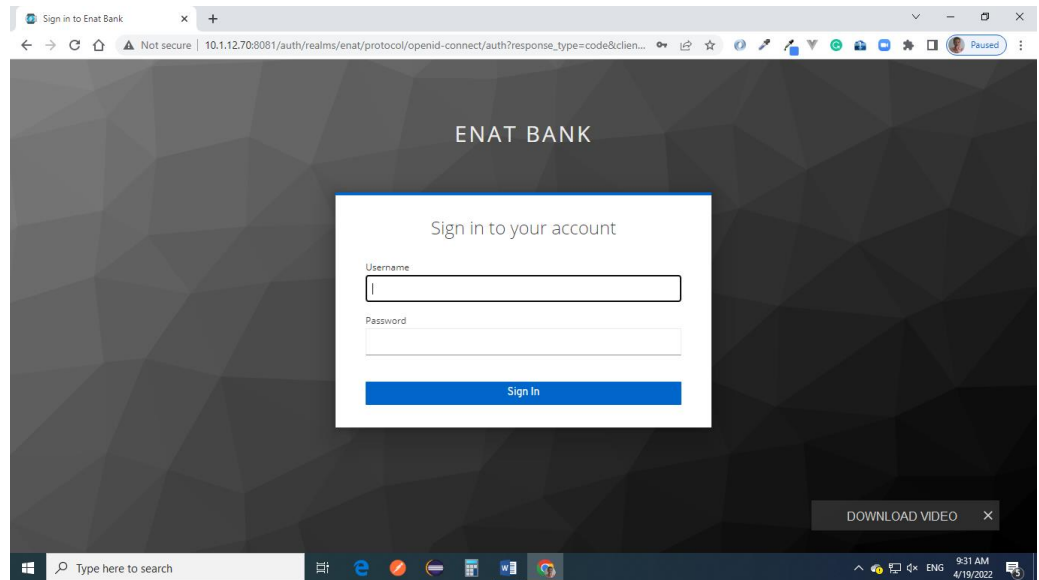 Sign in to Enat Bank
Not secure | 10.1.12.70:8081/auth/realms/enat/protocol/openid-connect/auth?response_type=code&clien...
Paused
ENAT BANK
Sign in to your account
Username
Password
Sign In
DOWNLOAD VIDEO
Type here to search
ENG
9:31 AM
4/19/2022
5